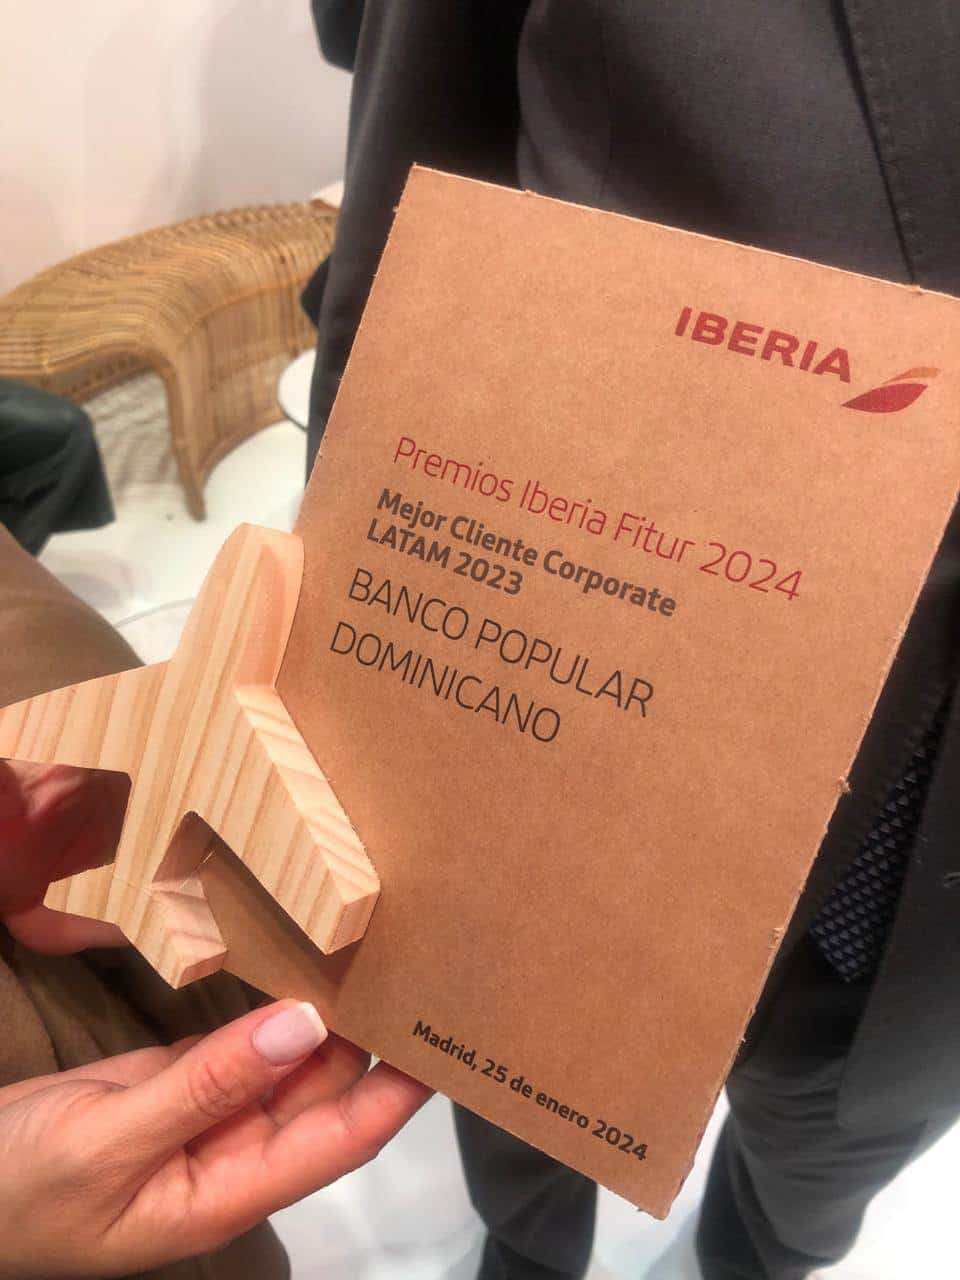 IBERIA
Premios Iberia Fitur 2024
Mejor Cliente Corporate
LATAM 2023
BANCO POPULAR
DOMINICANO
Madrid, 25 de enero 2024